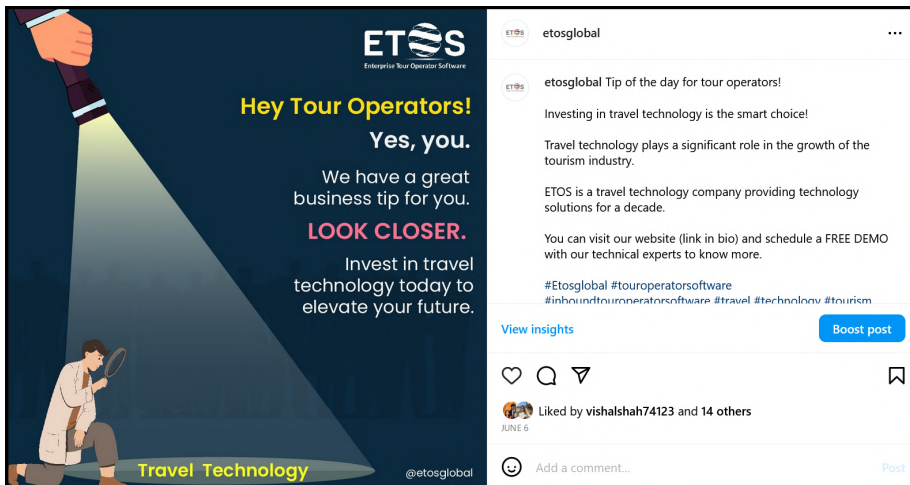 ETOS
Enterprise Tour Operator Software
Hey Tour Operators!
Yes, you.
We have a great
business tip for you.
LOOK CLOSER.
Invest in travel
technology today to
elevate your future.
Travel Technology
@etosglobal
ETOS
etosglobal
ETOS
etosglobal Tip of the day for tour operators!
Investing in travel technology is the smart choice!
Travel technology plays a significant role in the growth of the
tourism industry.
ETOS is a travel technology company providing technology
solutions for a decade.
You can visit our website (link in bio) and schedule a FREE DEMO
with our technical experts to know more.
#Etosglobal #touroperatorsoftware
#inboundtouroperatorsoftware #travel #technology #tourism
View insights
Boost post
Liked by vishalshah74123 and 14 others
JUNE 6
Add a comment...
Post